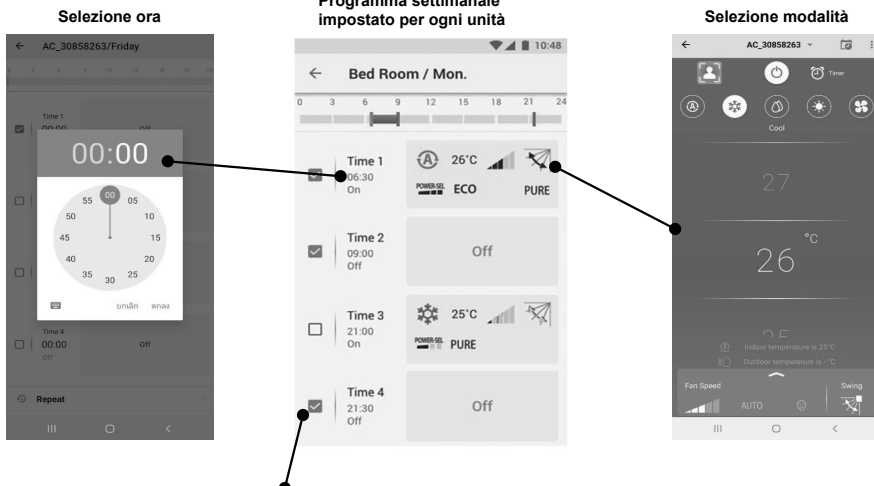 Selezione ora
Programma settimanale
impostato per ogni unità
Selezione modalità
AC_30858263/Friday
Time 1
00:00
Off
00:00
00
05
10
15
20
25
30
35
40
45
50
55
ยกเลิก ตกลง
Time 4
00:00
Off
Off
Repeat
10:48
Bed Room / Mon.
0 3 6 9 12 15 18 21 24
Time 1
06:30
On
A 26°C
POWER-SEL ECO PURE
Time 2
09:00
Off
Off
Time 3
21:00
On
25°C
POWER-SEL PURE
Time 4
21:30
Off
Off
AC_30858263
Timer
A
Cool
27
°C
26
25
Indoor temperature is 25°C
Outdoor temperature is -°C
Fan Speed
Swing
AUTO